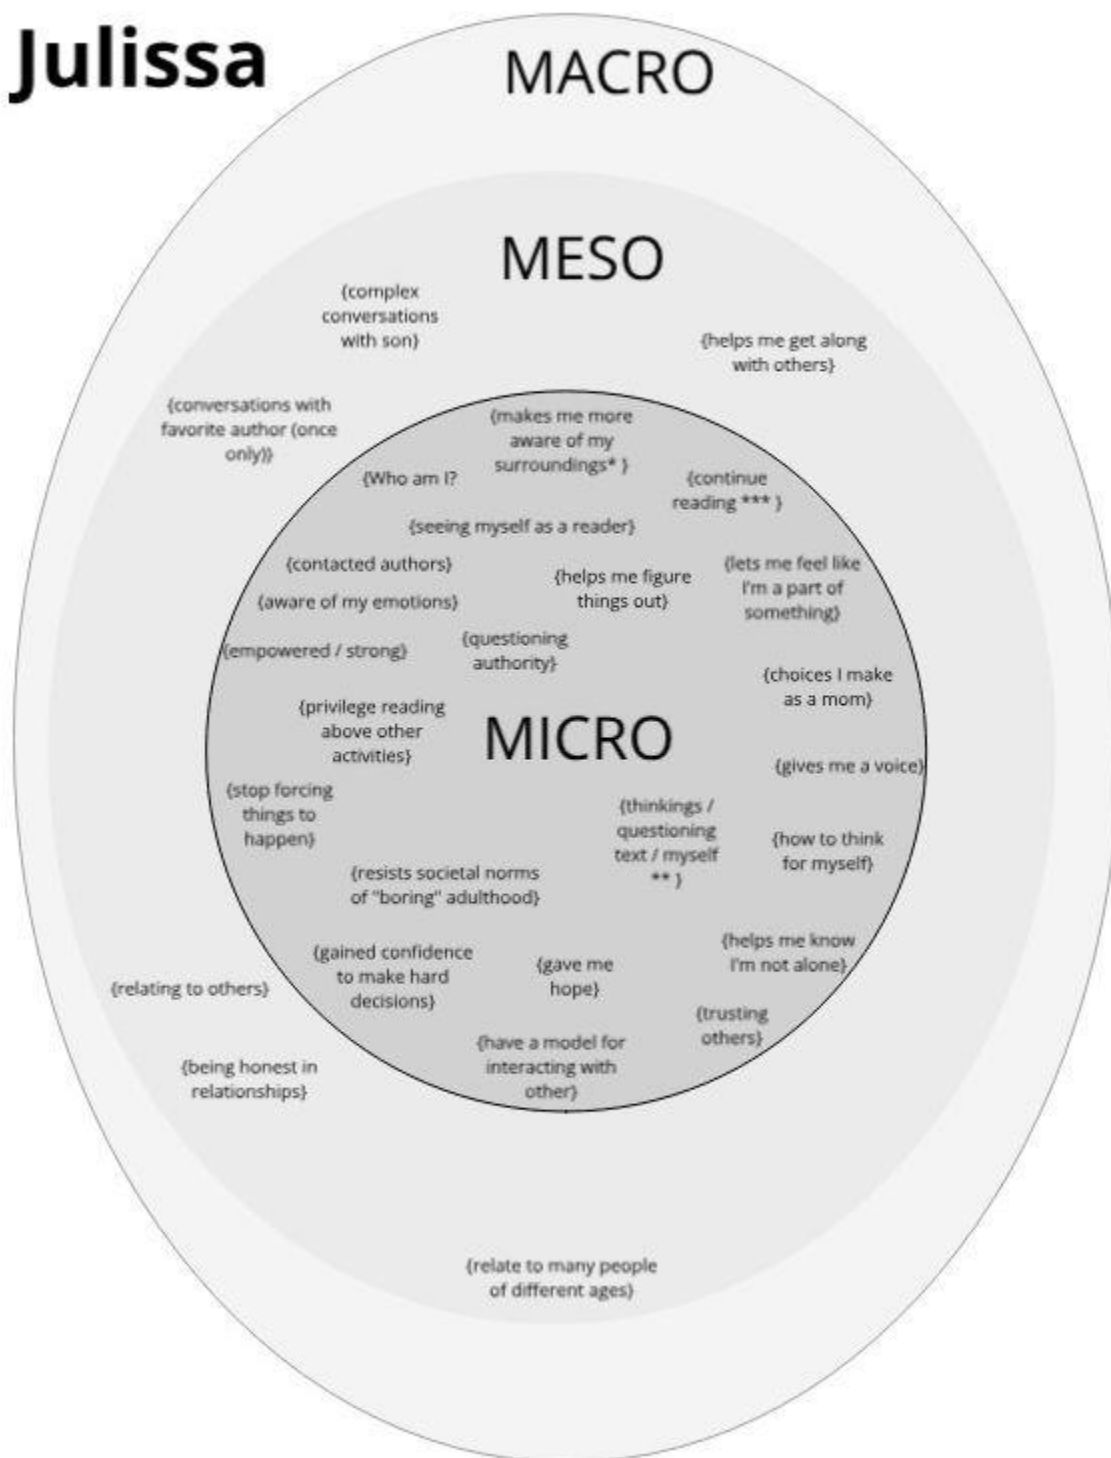 Julissa
MACRO
MESO
{complex
conversations
with son}
{helps me get along
with others}
{conversations with
favorite author (once
only)}
{makes me more
aware of my
surroundings* }
{Who am I?
{continue
reading *** }
{seeing myself as a reader}
{contacted authors}
{helps me figure
things out}
{lets me feel like
I'm a part of
something}
{aware of my emotions}
{empowered / strong}
{questioning
authority}
{choices I make
as a mom}
{privilege reading
above other
activities}
MICRO
{gives me a voice}
{stop forcing
things to
happen}
{thinkings /
questioning
text / myself
** }
{how to think
for myself}
{resists societal norms
of "boring" adulthood}
{helps me know
I'm not alone}
{gained confidence
to make hard
decisions}
{gave me
hope}
{relating to others}
{trusting
others}
{have a model for
interacting with
other}
{being honest in
relationships}
{relate to many people
of different ages}